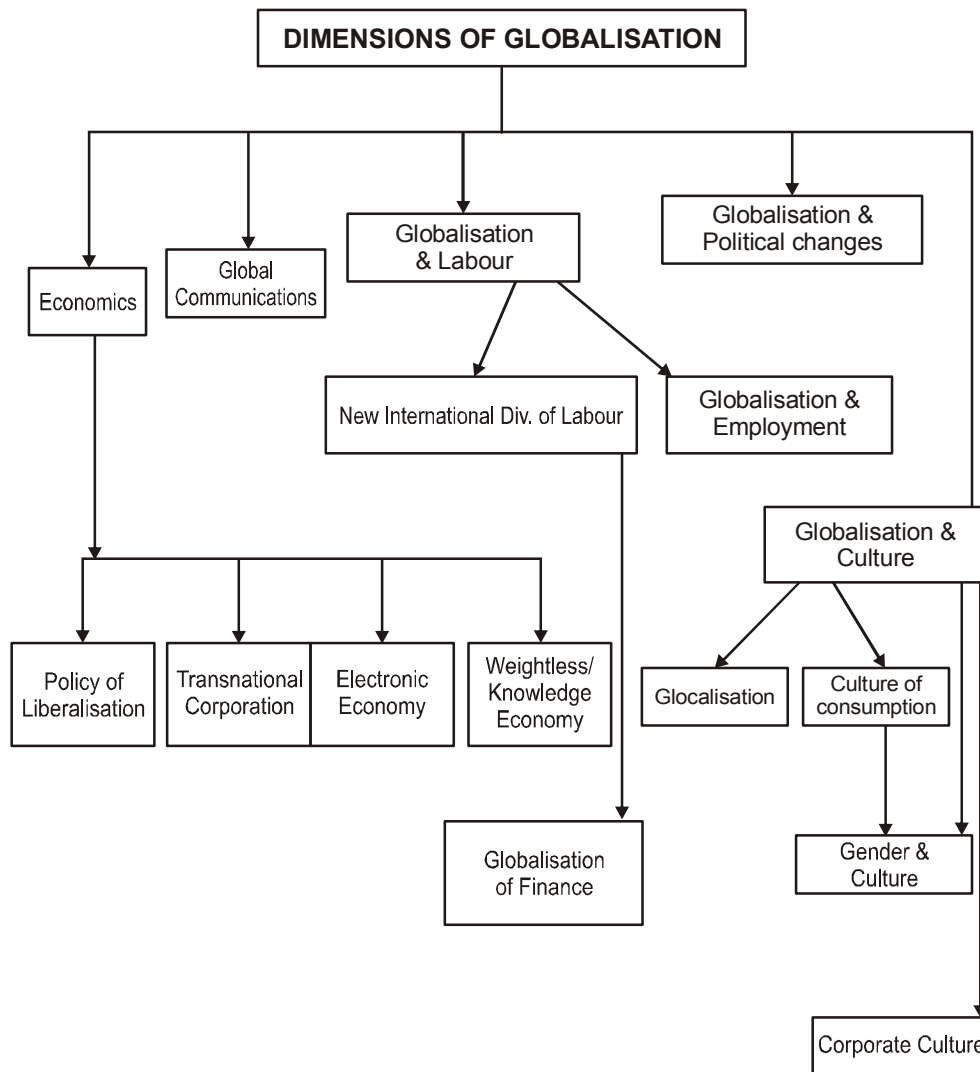 DIMENSIONS OF GLOBALISATION
Globalisation &
Political changes
Globalisation
& Labour
Global
Communications
Economics
New International Div. of Labour
Globalisation &
Employment
Globalisation &
Culture
Policy of
Liberalisation
Transnational
Corporation
Electronic
Economy
Weightless/
Knowledge
Economy
Glocalisation
Culture of
consumption
Globalisation
of Finance
Gender &
Culture
Corporate Culture